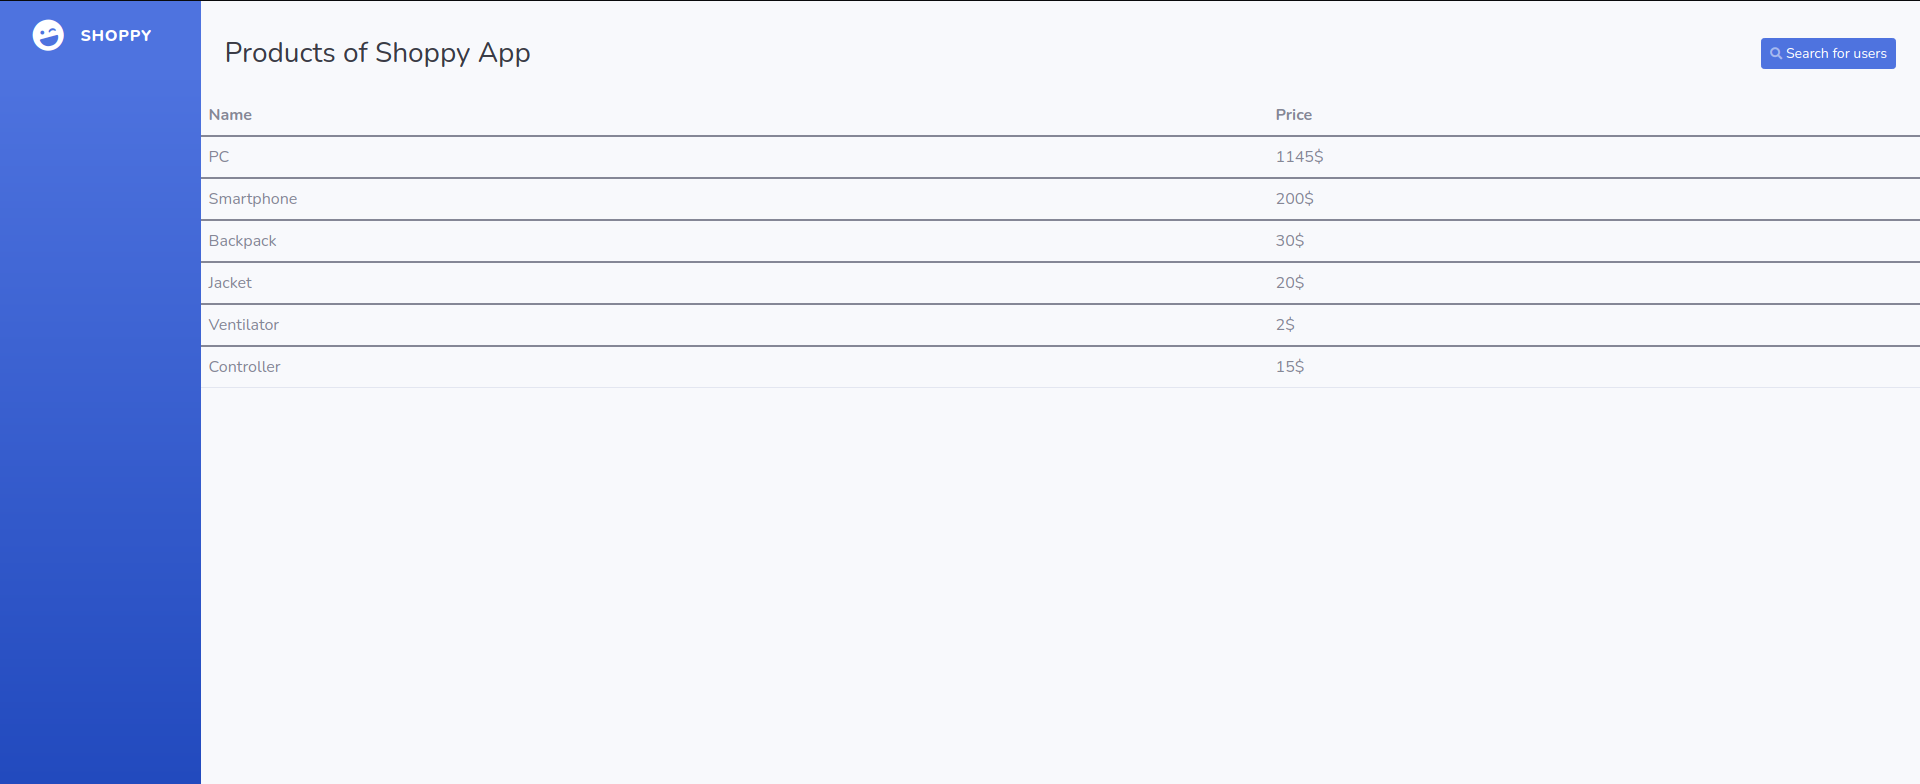 SHOPPY
Products of Shoppy App
Search for users
Name Price
PC 1145$
Smartphone 200$
Backpack 30$
Jacket 20$
Ventilator 2$
Controller 15$